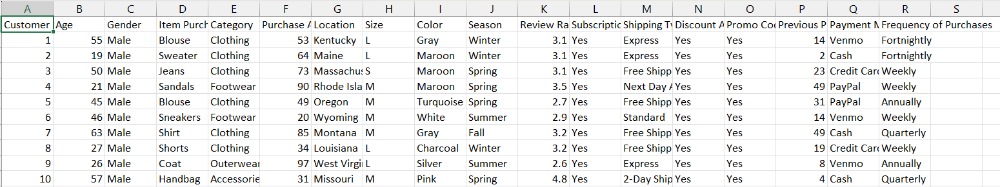 A B C D E F G H I J K L M N O P Q R S
Customer Age Gender Item Purch Category Purchase A Location Size Color Season Review Ra Subscriptic Shipping Ty Discount A Promo Co Previous P Payment M Frequency of Purchases
1 55 Male Blouse Clothing 53 Kentucky L Gray Winter 3.1 Yes Express Yes Yes 14 Venmo Fortnightly
2 19 Male Sweater Clothing 64 Maine L Maroon Winter 3.1 Yes Express Yes Yes 2 Cash Fortnightly
3 50 Male Jeans Clothing 73 Massachus S Maroon Spring 3.1 Yes Free Shipp Yes Yes 23 Credit Card Weekly
4 21 Male Sandals Footwear 90 Rhode Isla M Maroon Spring 3.5 Yes Next Day A Yes Yes 49 PayPal Weekly
5 45 Male Blouse Clothing 49 Oregon M Turquoise Spring 2.7 Yes Free Shipp Yes Yes 31 PayPal Annually
6 46 Male Sneakers Footwear 20 Wyoming M White Summer 2.9 Yes Standard Yes Yes 14 Venmo Weekly
7 63 Male Shirt Clothing 85 Montana M Gray Fall 3.2 Yes Free Shipp Yes Yes 49 Cash Quarterly
8 27 Male Shorts Clothing 34 Louisiana L Charcoal Winter 3.2 Yes Free Shipp Yes Yes 19 Credit Card Weekly
9 26 Male Coat Outerwear 97 West Virgi L Silver Summer 2.6 Yes Express Yes Yes 8 Venmo Annually
10 57 Male Handbag Accessorie 31 Missouri M Pink Spring 4.8 Yes 2-Day Ship Yes Yes 4 Cash Quarterly